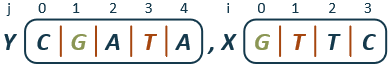 j 0 1 2 3 4 i 0 1 2 3
Y C G A T A , X G T T C